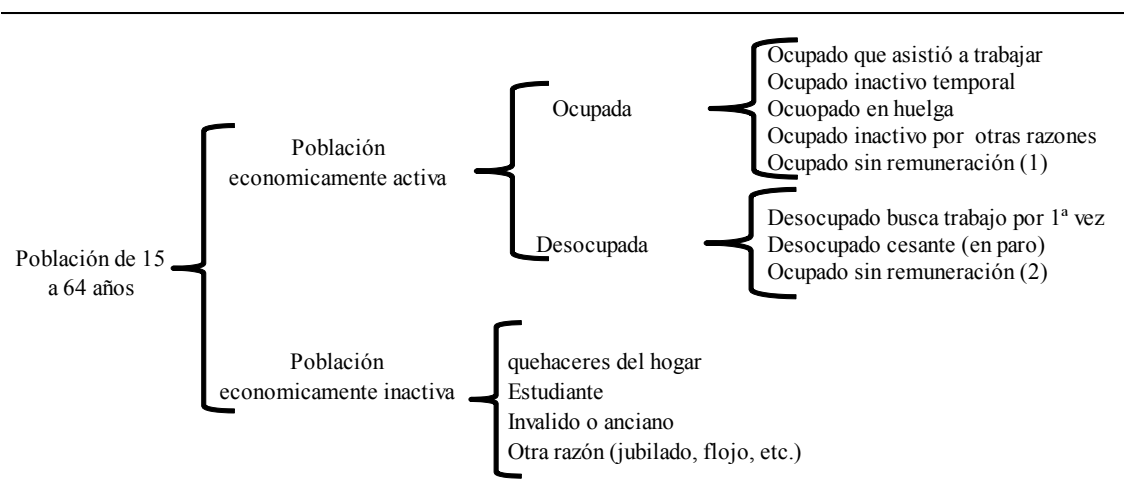 Población de 15
a 64 años
Población
economicamente activa
Ocupada
Ocupado que asistió a trabajar
Ocupado inactivo temporal
Ocuopado en huelga
Ocupado inactivo por otras razones
Ocupado sin remuneración (1)
Desocupada
Desocupado busca trabajo por 1ª vez
Desocupado cesante (en paro)
Ocupado sin remuneración (2)
Población
economicamente inactiva
quehaceres del hogar
Estudiante
Invalido o anciano
Otra razón (jubilado, flojo, etc.)